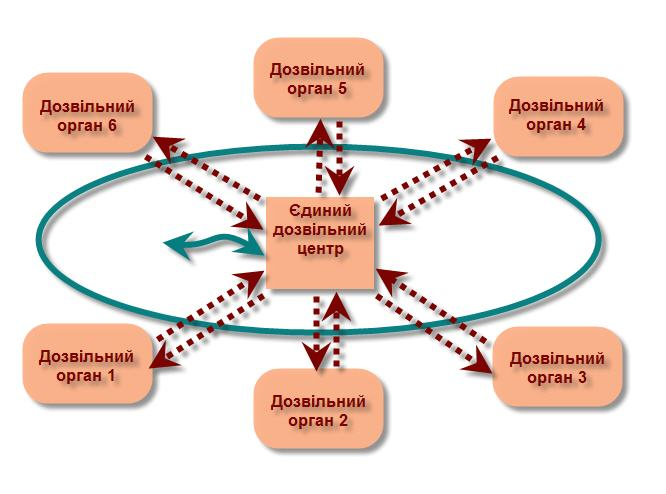 Дозвільний
орган 5
Дозвільний
орган 6
Дозвільний
орган 4
Єдиний
дозвільний
центр
Дозвільний
орган 1
Дозвільний
орган 3
Дозвільний
орган 2